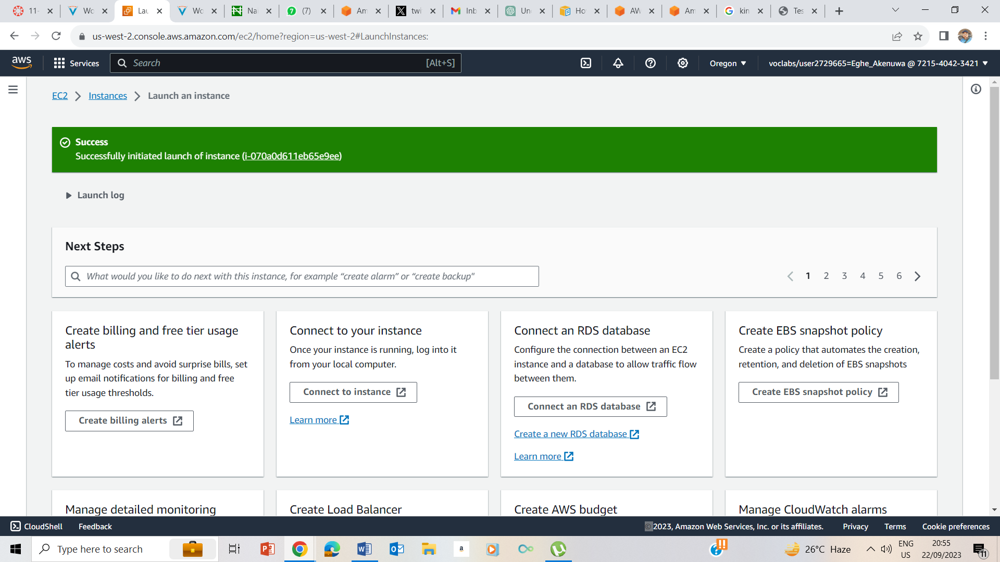 11-
Wo
Lau
Wo
Nai
(7)
Am
twi
Inb
Un
Ho
AW
Am
kin
Tes
us-west-2.console.aws.amazon.com/ec2/home?region=us-west-2#LaunchInstances:
aws
Services
Search
[Alt+S]
Oregon
voclabs/user2729665=Eghe_Akenuwa @ 7215-4042-3421
EC2
Instances
Launch an instance
Success
Successfully initiated launch of instance (i-070a0d611eb65e9ee)
Launch log
Next Steps
What would you like to do next with this instance, for example “create alarm” or “create backup"
1 2 3 4 5 6
Create billing and free tier usage
alerts
To manage costs and avoid surprise bills, set
up email notifications for billing and free
tier usage thresholds.
Create billing alerts
Connect to your instance
Once your instance is running, log into it
from your local computer.
Connect to instance
Learn more
Connect an RDS database
Configure the connection between an EC2
instance and a database to allow traffic flow
between them.
Connect an RDS database
Create a new RDS database
Learn more
Create EBS snapshot policy
Create a policy that automates the creation,
retention, and deletion of EBS snapshots
Create EBS snapshot policy
Manage detailed monitoring
Create Load Balancer
Create AWS budget
Manage CloudWatch alarms
CloudShell
Feedback
© 2023, Amazon Web Services, Inc. or its affiliates.
Privacy
Terms
Cookie preferences
Type here to search
26°C Haze
ENG
US
20:55
22/09/2023
11